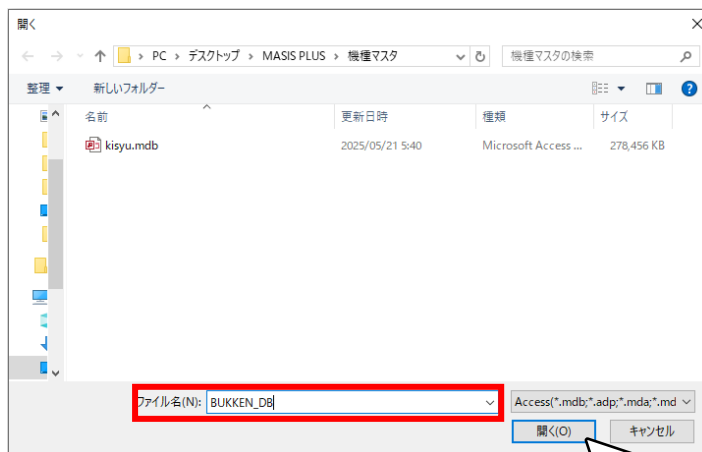 開く
PC › デスクトップ › MASIS PLUS › 機種マスタ
機種マスタの検索
整理 新しいフォルダー
名前 更新日時 種類 サイズ
kisyu.mdb 2025/05/21 5:40 Microsoft Access ... 278,456 KB
ファイル名(N): BUKKEN_DB Access(*.mdb;*.adp;*.mda;*.md
開く(O) キャンセル